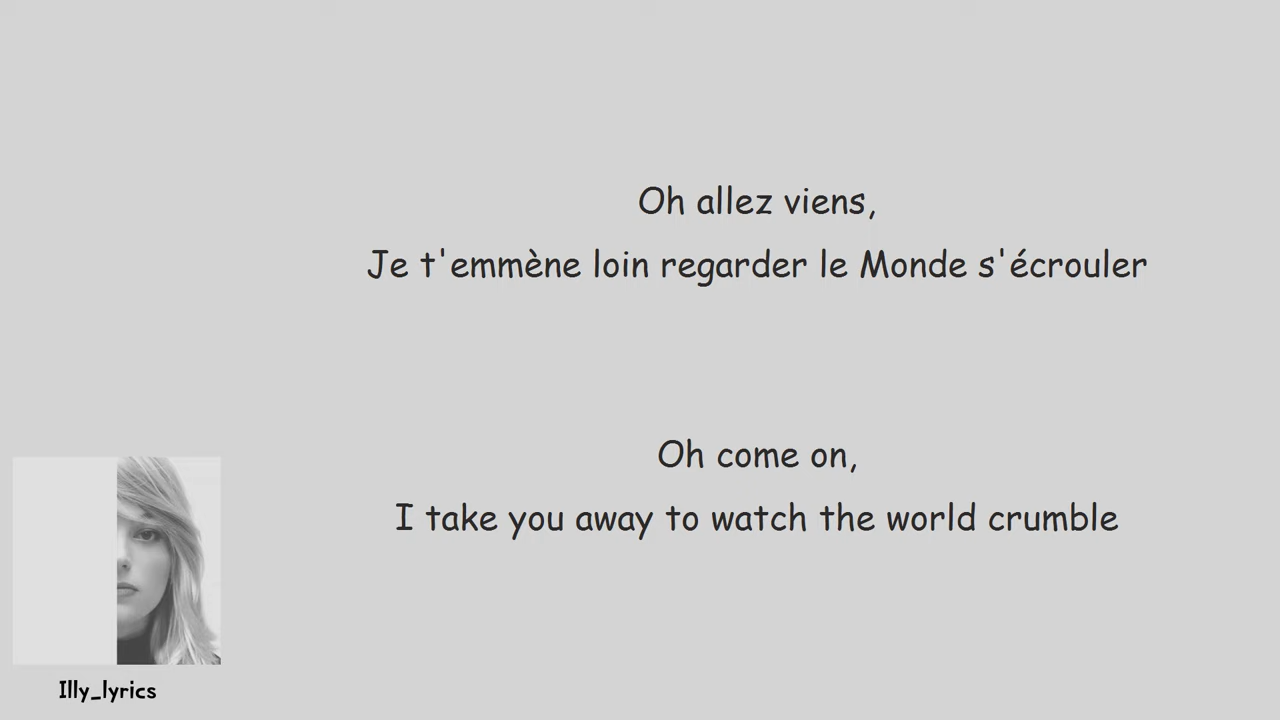 Oh allez viens,
Je t'emmène loin regarder le Monde s'écrouler
Oh come on,
I take you away to watch the world crumble
Illy_lyrics